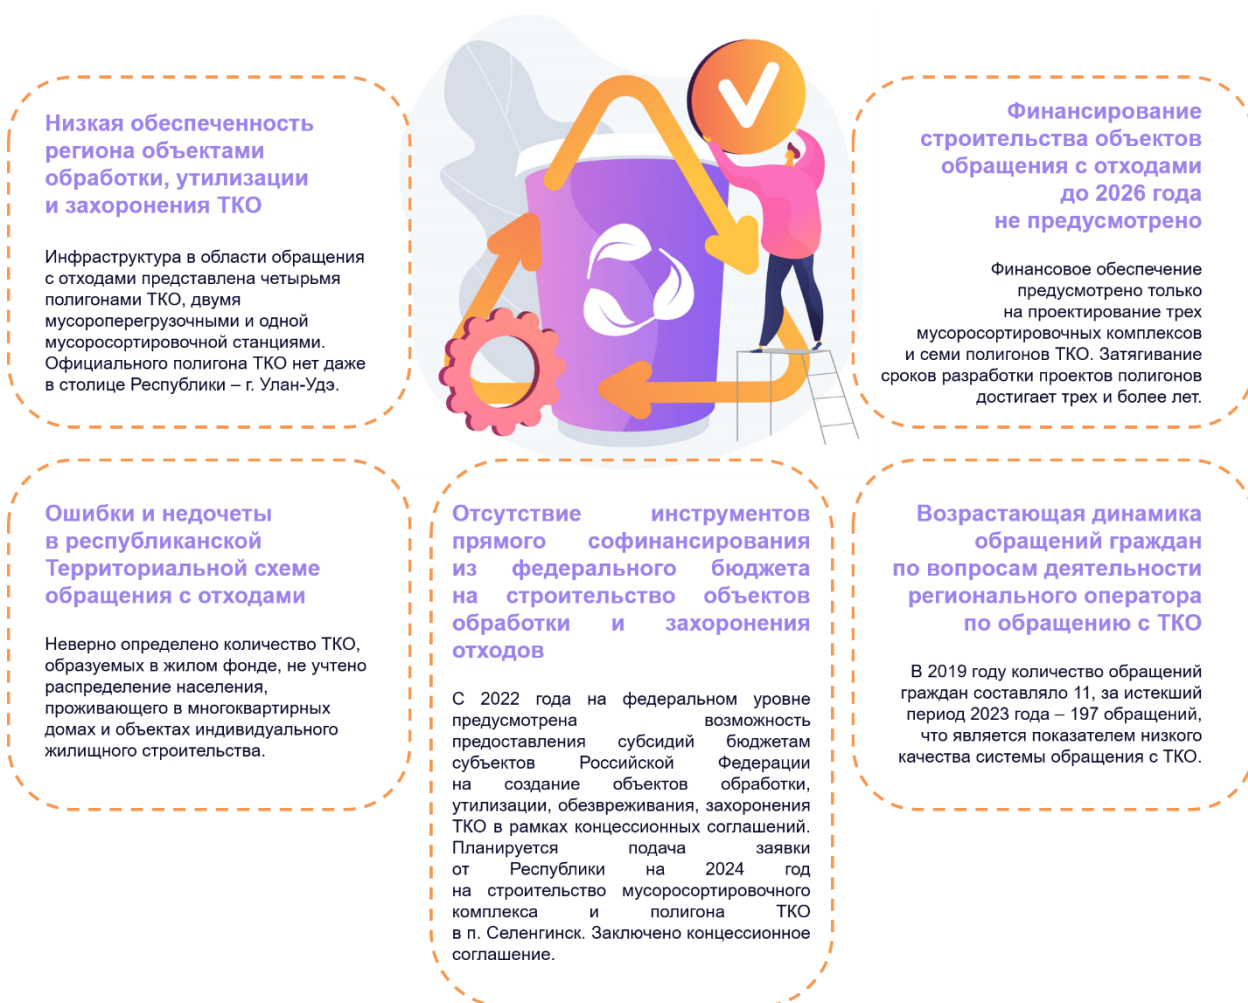 Низкая обеспеченность
региона объектами
обработки, утилизации
и захоронения ТКО
Инфраструктура в области обращения
с отходами представлена четырьмя
полигонами ТКО, двумя
мусороперегрузочными и одной
мусоросортировочной станциями.
Официального полигона ТКО нет даже
в столице Республики – г. Улан-Удэ.
Финансирование
строительства объектов
обращения с отходами
до 2026 года
не предусмотрено
Финансовое обеспечение
предусмотрено только
на проектирование трех
мусоросортировочных комплексов
и семи полигонов ТКО. Затягивание
сроков разработки проектов полигонов
достигает трех и более лет.
Ошибки и недочеты
в республиканской
Территориальной схеме
обращения с отходами
Неверно определено количество ТКО,
образуемых в жилом фонде, не учтено
распределение населения,
проживающего в многоквартирных
домах и объектах индивидуального
жилищного строительства.
Отсутствие инструментов
прямого софинансирования
из федерального бюджета
на строительство объектов
обработки и захоронения
отходов
С 2022 года на федеральном уровне
предусмотрена возможность
предоставления субсидий бюджетам
субъектов Российской Федерации
на создание объектов обработки,
утилизации, обезвреживания, захоронения
ТКО в рамках концессионных соглашений.
Планируется подача заявки
от Республики на 2024 год
на строительство мусоросортировочного
комплекса и полигона ТКО
в п. Селенгинск. Заключено концессионное
соглашение.
Возрастающая динамика
обращений граждан
по вопросам деятельности
регионального оператора
по обращению с ТКО
В 2019 году количество обращений
граждан составляло 11, за истекший
период 2023 года – 197 обращений,
что является показателем низкого
качества системы обращения с ТКО.